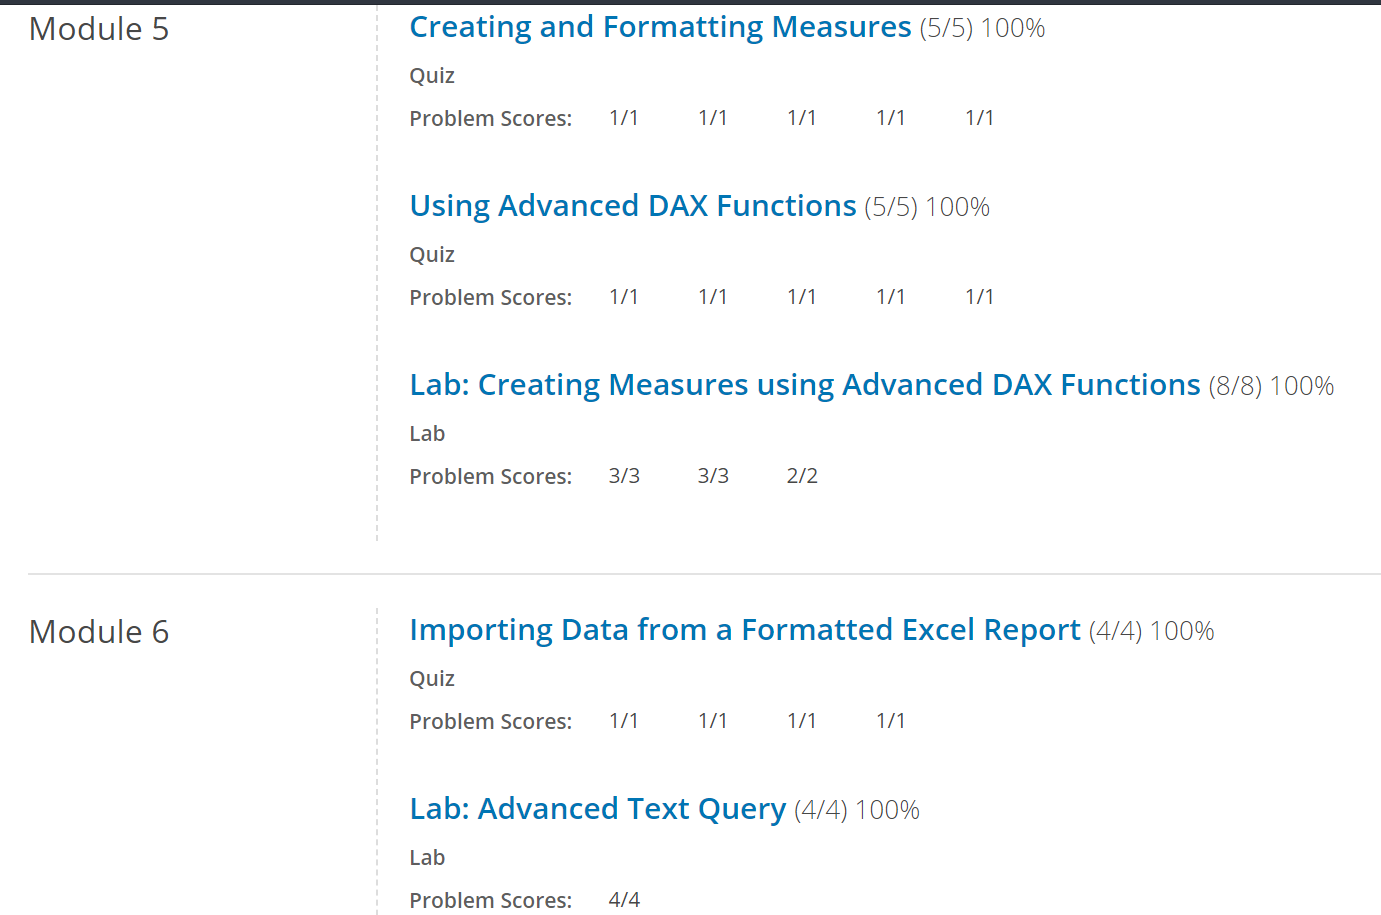 Module 5
Creating and Formatting Measures (5/5) 100%
Quiz
Problem Scores: 1/1 1/1 1/1 1/1 1/1
Using Advanced DAX Functions (5/5) 100%
Quiz
Problem Scores: 1/1 1/1 1/1 1/1 1/1
Lab: Creating Measures using Advanced DAX Functions (8/8) 100%
Lab
Problem Scores: 3/3 3/3 2/2
Module 6
Importing Data from a Formatted Excel Report (4/4) 100%
Quiz
Problem Scores: 1/1 1/1 1/1 1/1
Lab: Advanced Text Query (4/4) 100%
Lab
Problem Scores: 4/4